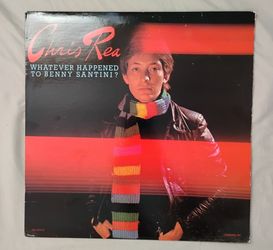 Chris Rea
WHATEVER HAPPENED
TO BENNY SANTINI?